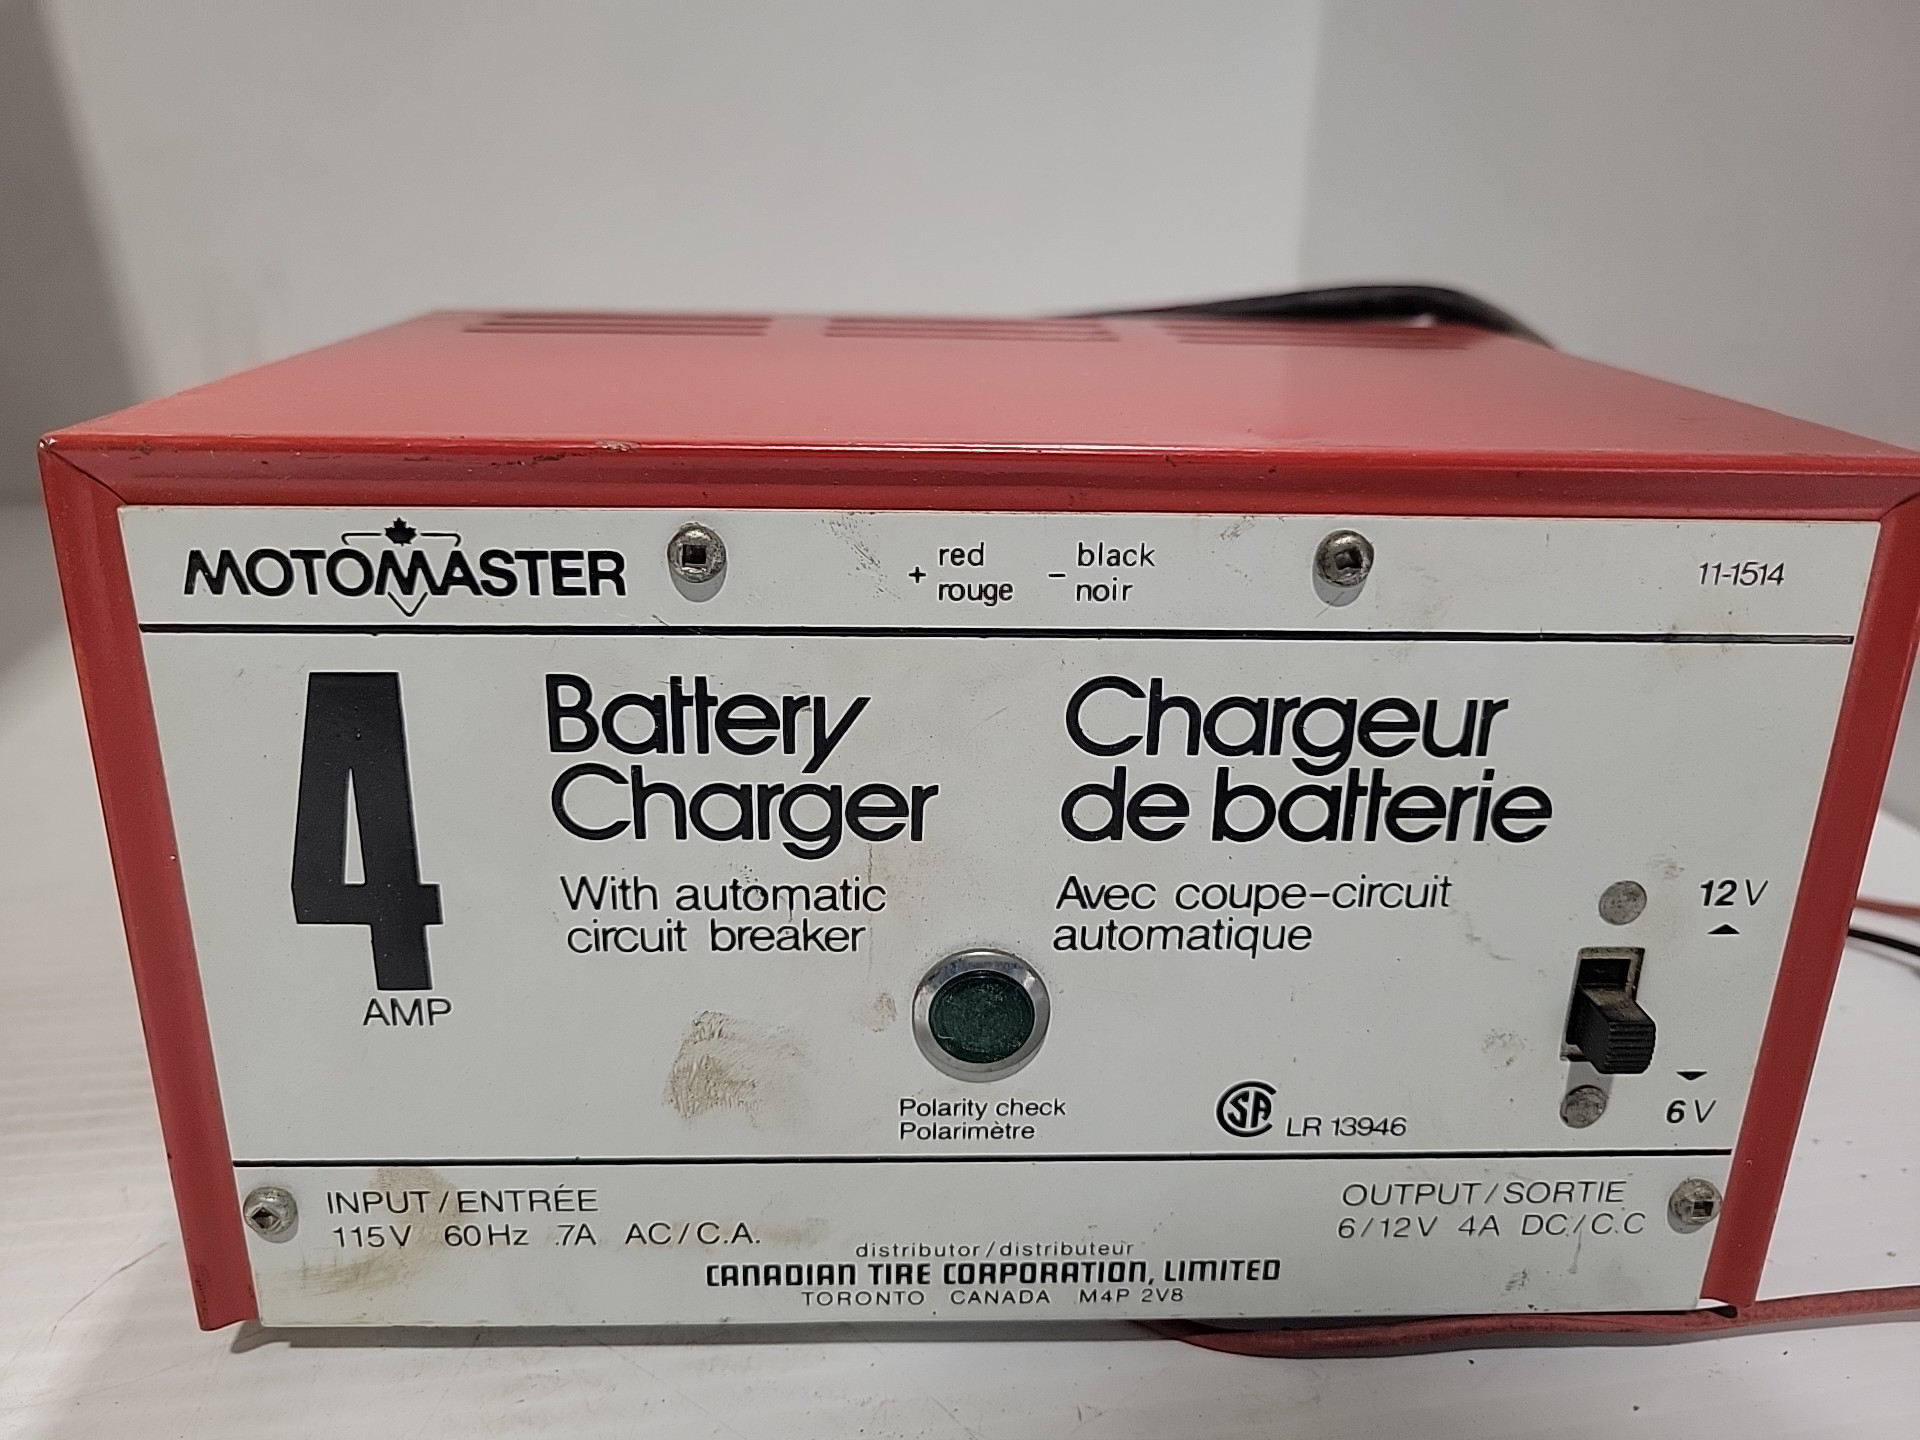 MOTOMASTER
+ red - black
rouge noir
11-1514
4
AMP
Battery
Charger
With automatic
circuit breaker
Chargeur
de batterie
Avec coupe-circuit
automatique
12V
6V
Polarity check
Polarimètre
CSA LR 13946
INPUT/ENTRÉE
115V 60Hz .7A AC/C.A.
OUTPUT/SORTIE
6/12V 4A DC/C.C
distributor/distributeur
CANADIAN TIRE CORPORATION, LIMITED
TORONTO CANADA M4P 2V8